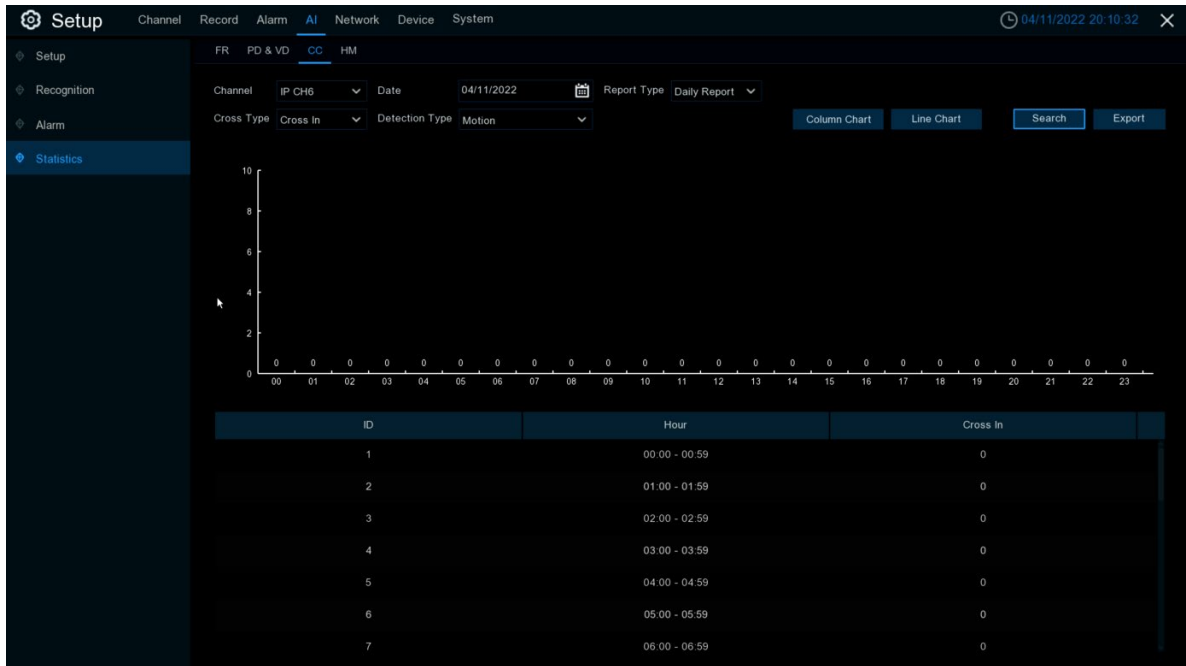 Setup Channel Record Alarm AI Network Device System 04/11/2022 20:10:32
Setup
Recognition
Alarm
Statistics
FR PD & VD CC HM
Channel IP CH6 Date 04/11/2022 Report Type Daily Report
Cross Type Cross In Detection Type Motion Column Chart Line Chart Search Export
10
8
6
4
2
0 0 0 0 0 0 0 0 0 0 0 0 0 0 0 0 0 0 0 0 0 0 0 0
0
00 01 02 03 04 05 06 07 08 09 10 11 12 13 14 15 16 17 18 19 20 21 22 23
ID Hour Cross In
1 00:00 - 00:59 0
2 01:00 - 01:59 0
3 02:00 - 02:59 0
4 03:00 - 03:59 0
5 04:00 - 04:59 0
6 05:00 - 05:59 0
7 06:00 - 06:59 0